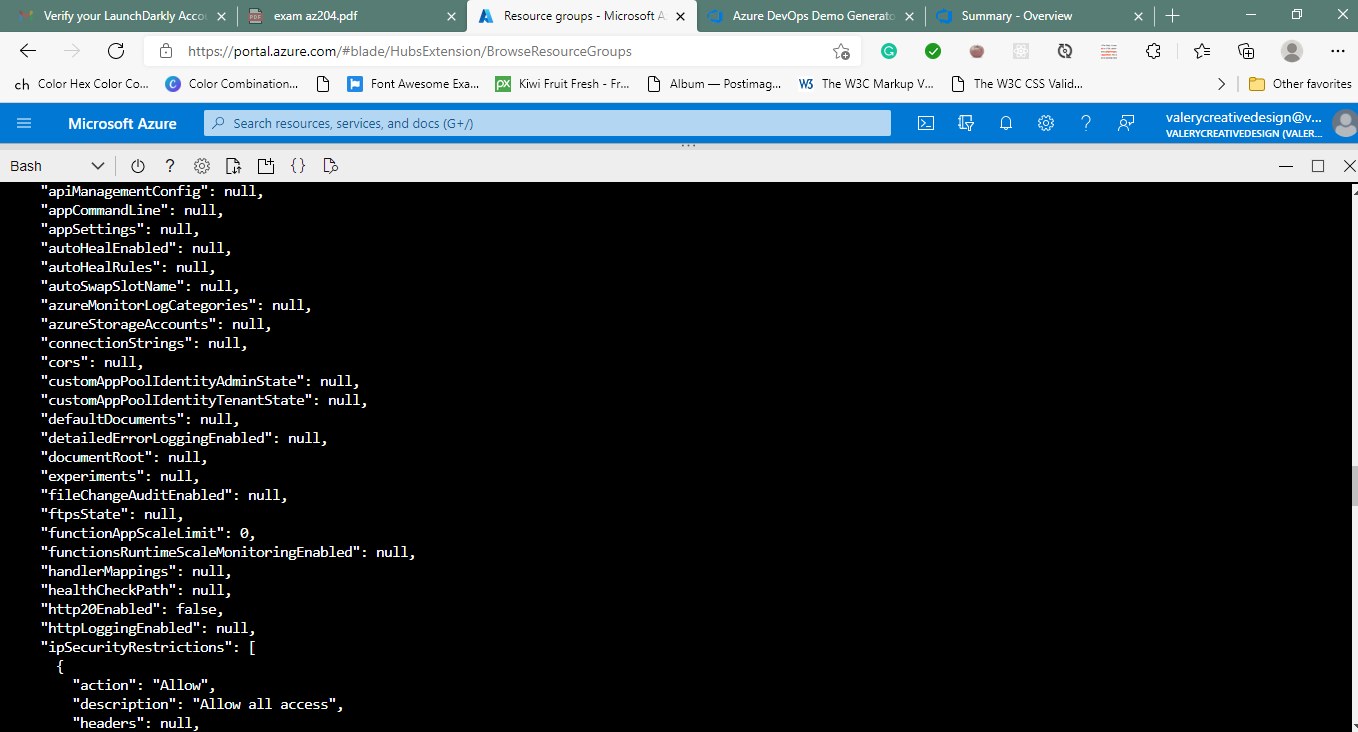 Verify your LaunchDarkly Accou
exam az204.pdf
Resource groups - Microsoft A
Azure DevOps Demo Generato
Summary - Overview
https://portal.azure.com/#blade/HubsExtension/BrowseResourceGroups
ch Color Hex Color Co...
C Color Combination...
Font Awesome Exa...
px Kiwi Fruit Fresh - Fr...
Album — Postimag...
W3 The W3C Markup V...
The W3C CSS Valid...
Other favorites
Microsoft Azure
Search resources, services, and docs (G+/)
valerycreativedesign@v...
VALERYCREATIVEDESIGN (VALER...
Bash
"apiManagementConfig": null,
"appCommandLine": null,
"appSettings": null,
"autoHealEnabled": null,
"autoHealRules": null,
"autoSwapSlotName": null,
"azureMonitorLogCategories": null,
"azureStorageAccounts": null,
"connectionStrings": null,
"cors": null,
"customAppPoolIdentityAdminState": null,
"customAppPoolIdentityTenantState": null,
"defaultDocuments": null,
"detailedErrorLoggingEnabled": null,
"documentRoot": null,
"experiments": null,
"fileChangeAuditEnabled": null,
"ftpsState": null,
"functionAppScaleLimit": 0,
"functionsRuntimeScaleMonitoringEnabled": null,
"handlerMappings": null,
"healthCheckPath": null,
"http20Enabled": false,
"httpLoggingEnabled": null,
"ipSecurityRestrictions": [
{
"action": "Allow",
"description": "Allow all access",
"headers": null,